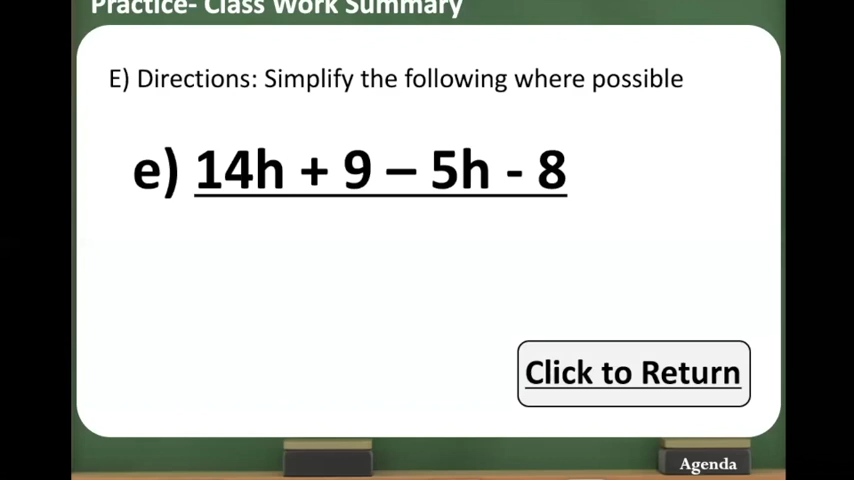 Practice- Class Work Summary
E) Directions: Simplify the following where possible
e) 14h + 9 – 5h - 8
Click to Return
Agenda